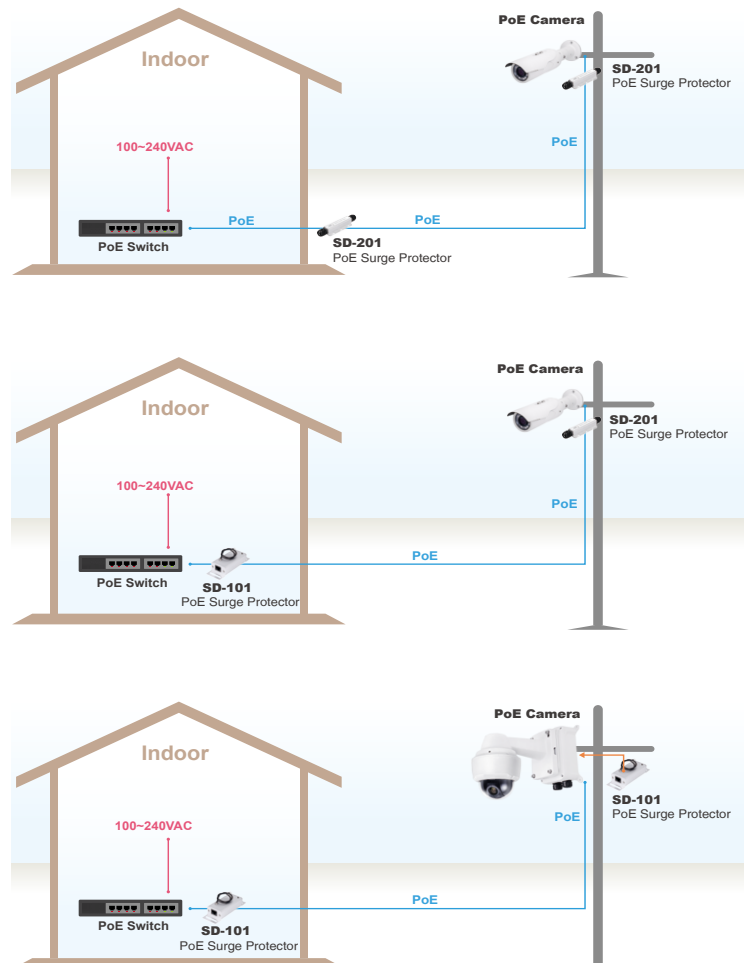 PoE Camera
Indoor
SD-201
PoE Surge Protector
100~240VAC
PoE
PoE
PoE
PoE Switch
SD-201
PoE Surge Protector
PoE Camera
Indoor
SD-201
PoE Surge Protector
100~240VAC
PoE
PoE
PoE Switch
SD-101
PoE Surge Protector
PoE Camera
Indoor
SD-101
PoE Surge Protector
PoE
100~240VAC
PoE
PoE Switch
SD-101
PoE Surge Protector